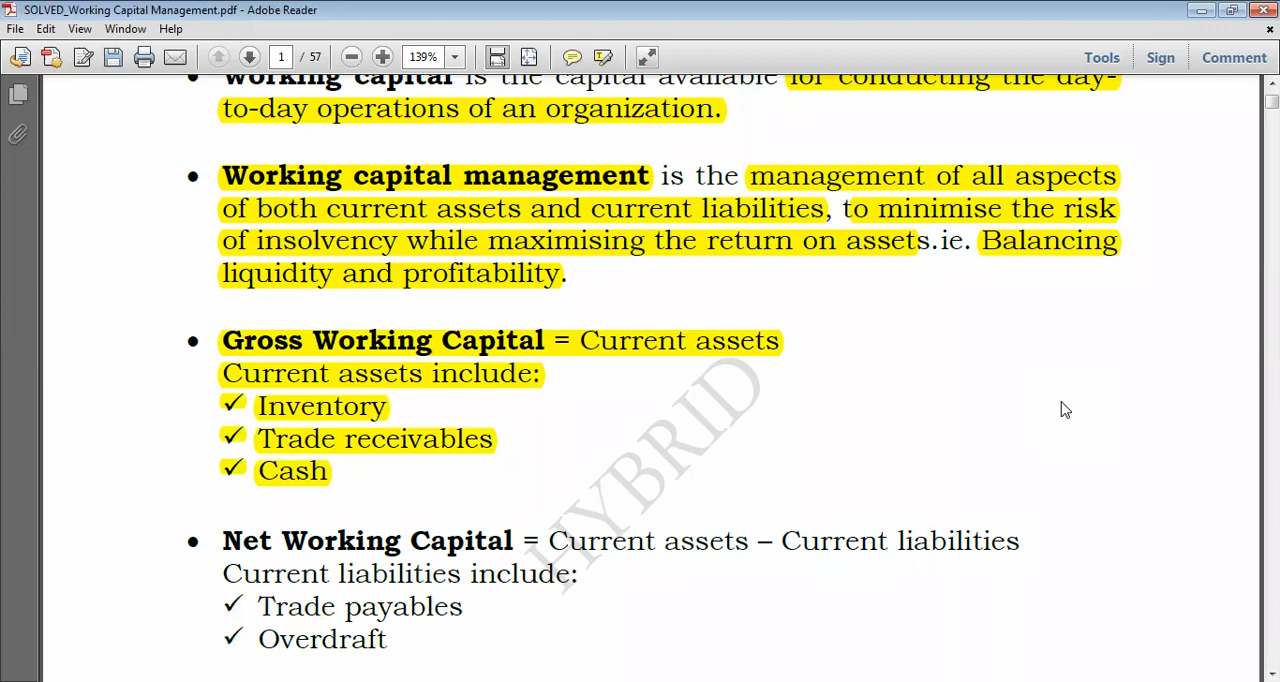 SOLVED_Working Capital Management.pdf - Adobe Reader
File Edit View Window Help
1 / 57 139% Tools Sign Comment
• Working capital is the capital available for conducting the day-
to-day operations of an organization.
• Working capital management is the management of all aspects
of both current assets and current liabilities, to minimise the risk
of insolvency while maximising the return on assets.ie. Balancing
liquidity and profitability.
• Gross Working Capital = Current assets
Current assets include:
✓ Inventory
✓ Trade receivables
✓ Cash
HYBRID
• Net Working Capital = Current assets – Current liabilities
Current liabilities include:
✓ Trade payables
✓ Overdraft